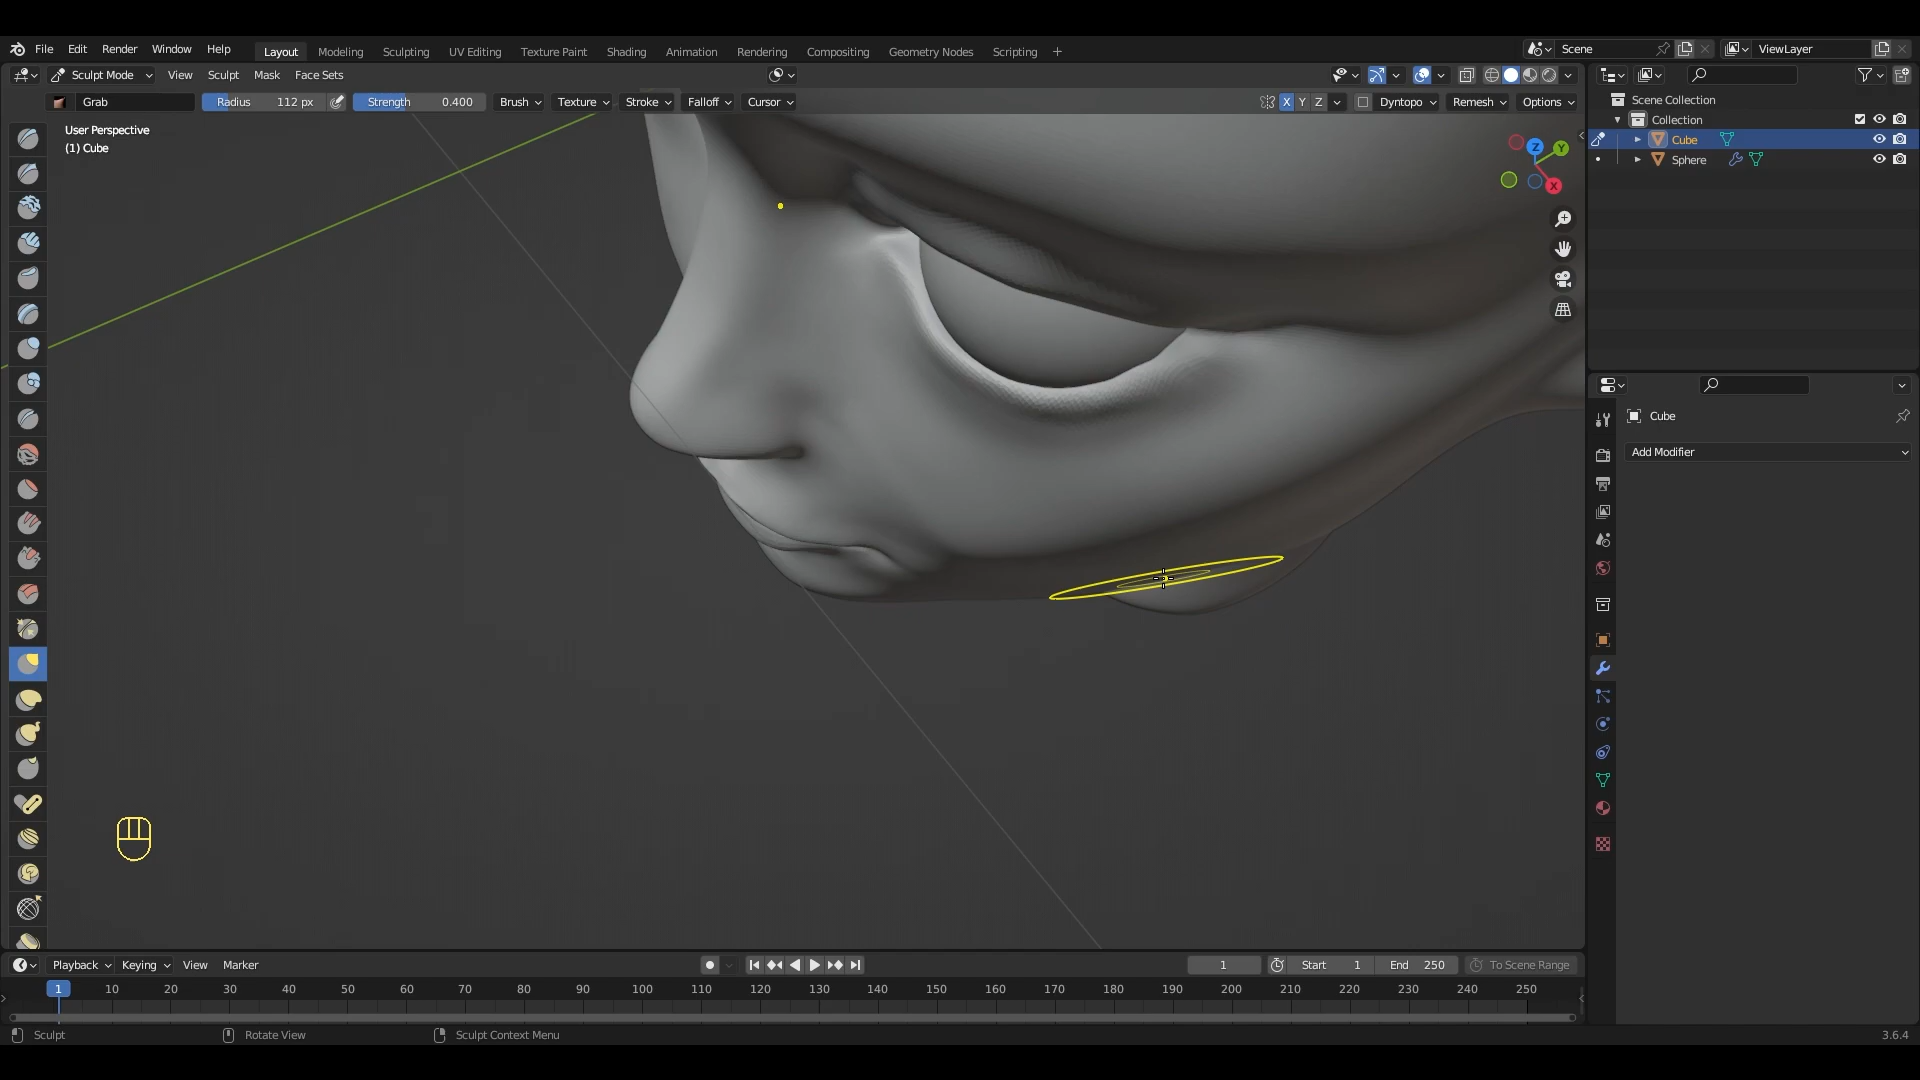 File Edit Render Window Help Layout Modeling Sculpting UV Editing Texture Paint Shading Animation Rendering Compositing Geometry Nodes Scripting + Scene ViewLayer
Sculpt Mode View Sculpt Mask Face Sets
Grab Radius 112 px Strength 0.400 Brush Texture Stroke Falloff Cursor X Y Z Dyntopo Remesh Options
User Perspective
(1) Cube
Z Y X
Scene Collection
Collection
Cube
Sphere
Cube
Add Modifier
Playback Keying View Marker 1 Start 1 End 250 To Scene Range
1 10 20 30 40 50 60 70 80 90 100 110 120 130 140 150 160 170 180 190 200 210 220 230 240 250
Sculpt Rotate View Sculpt Context Menu 3.6.4